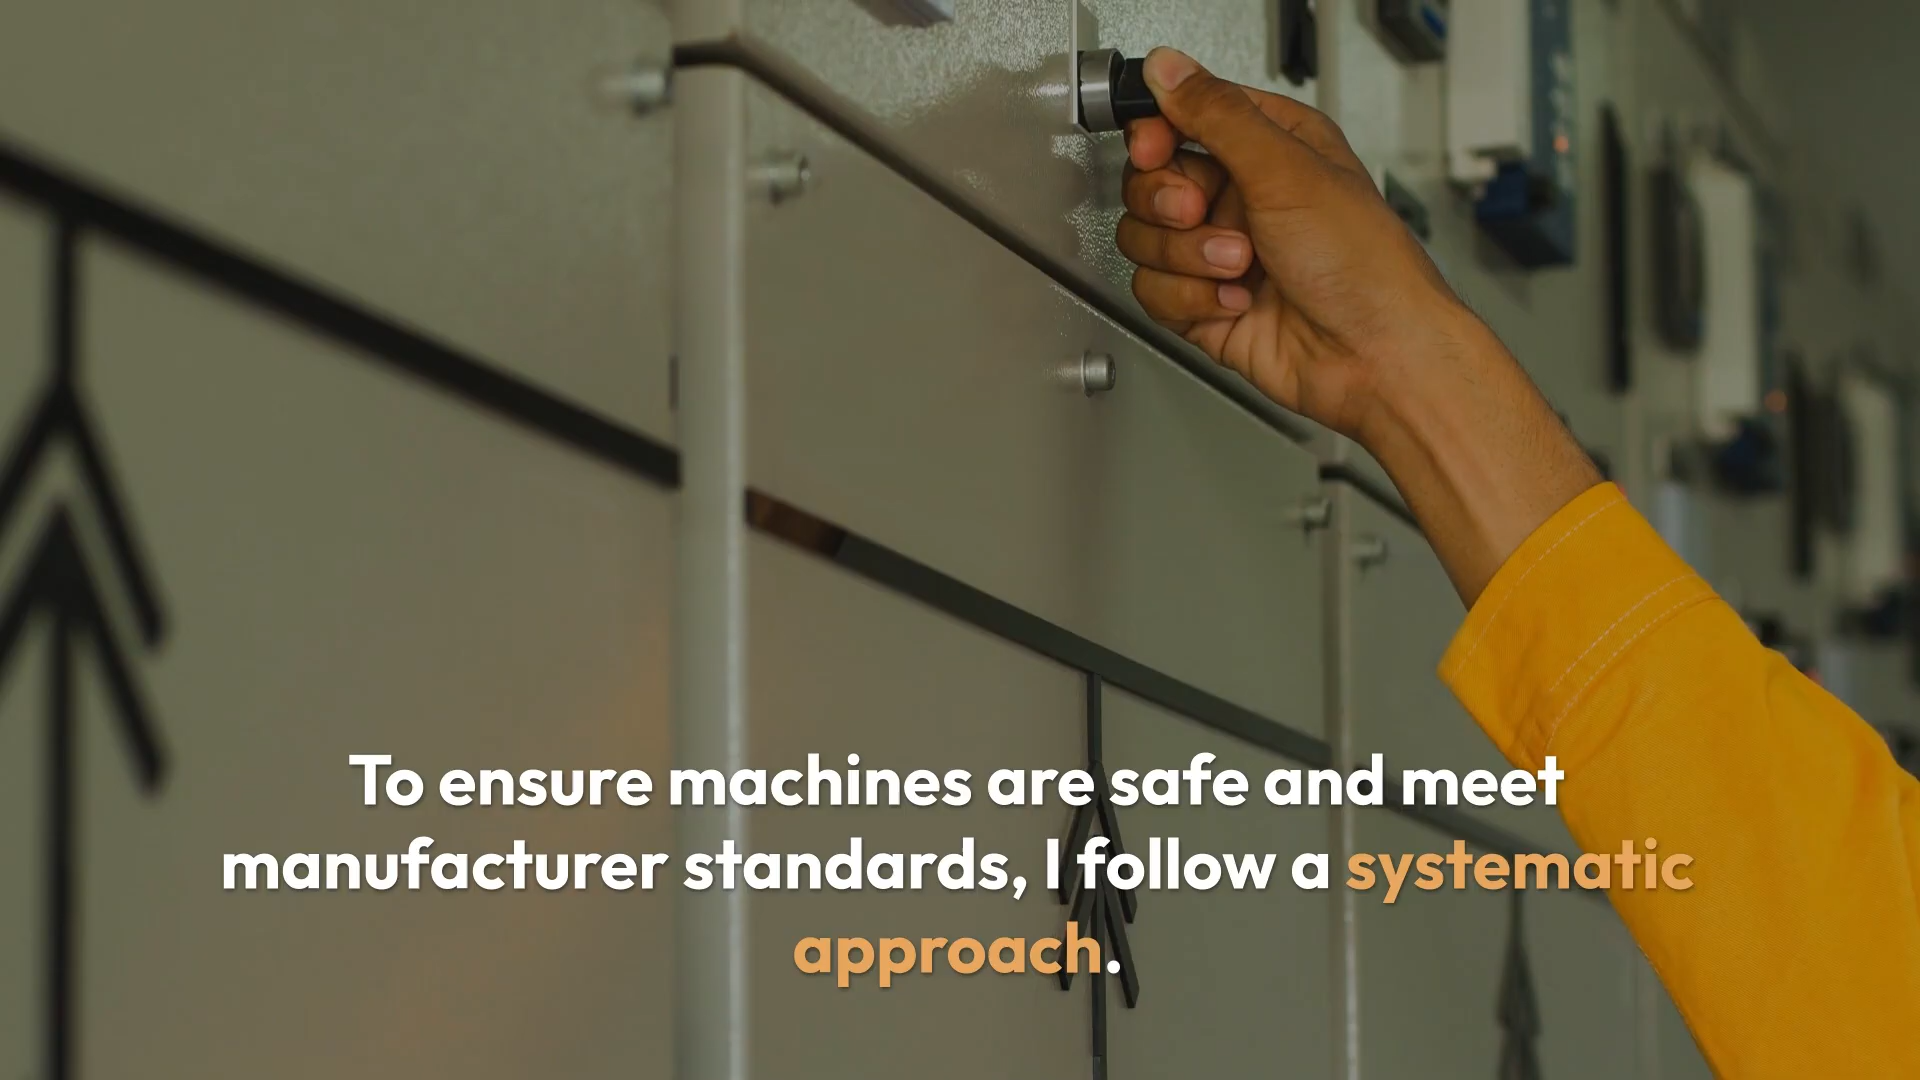 To ensure machines are safe and meet
manufacturer standards, I follow a systematic
approach.